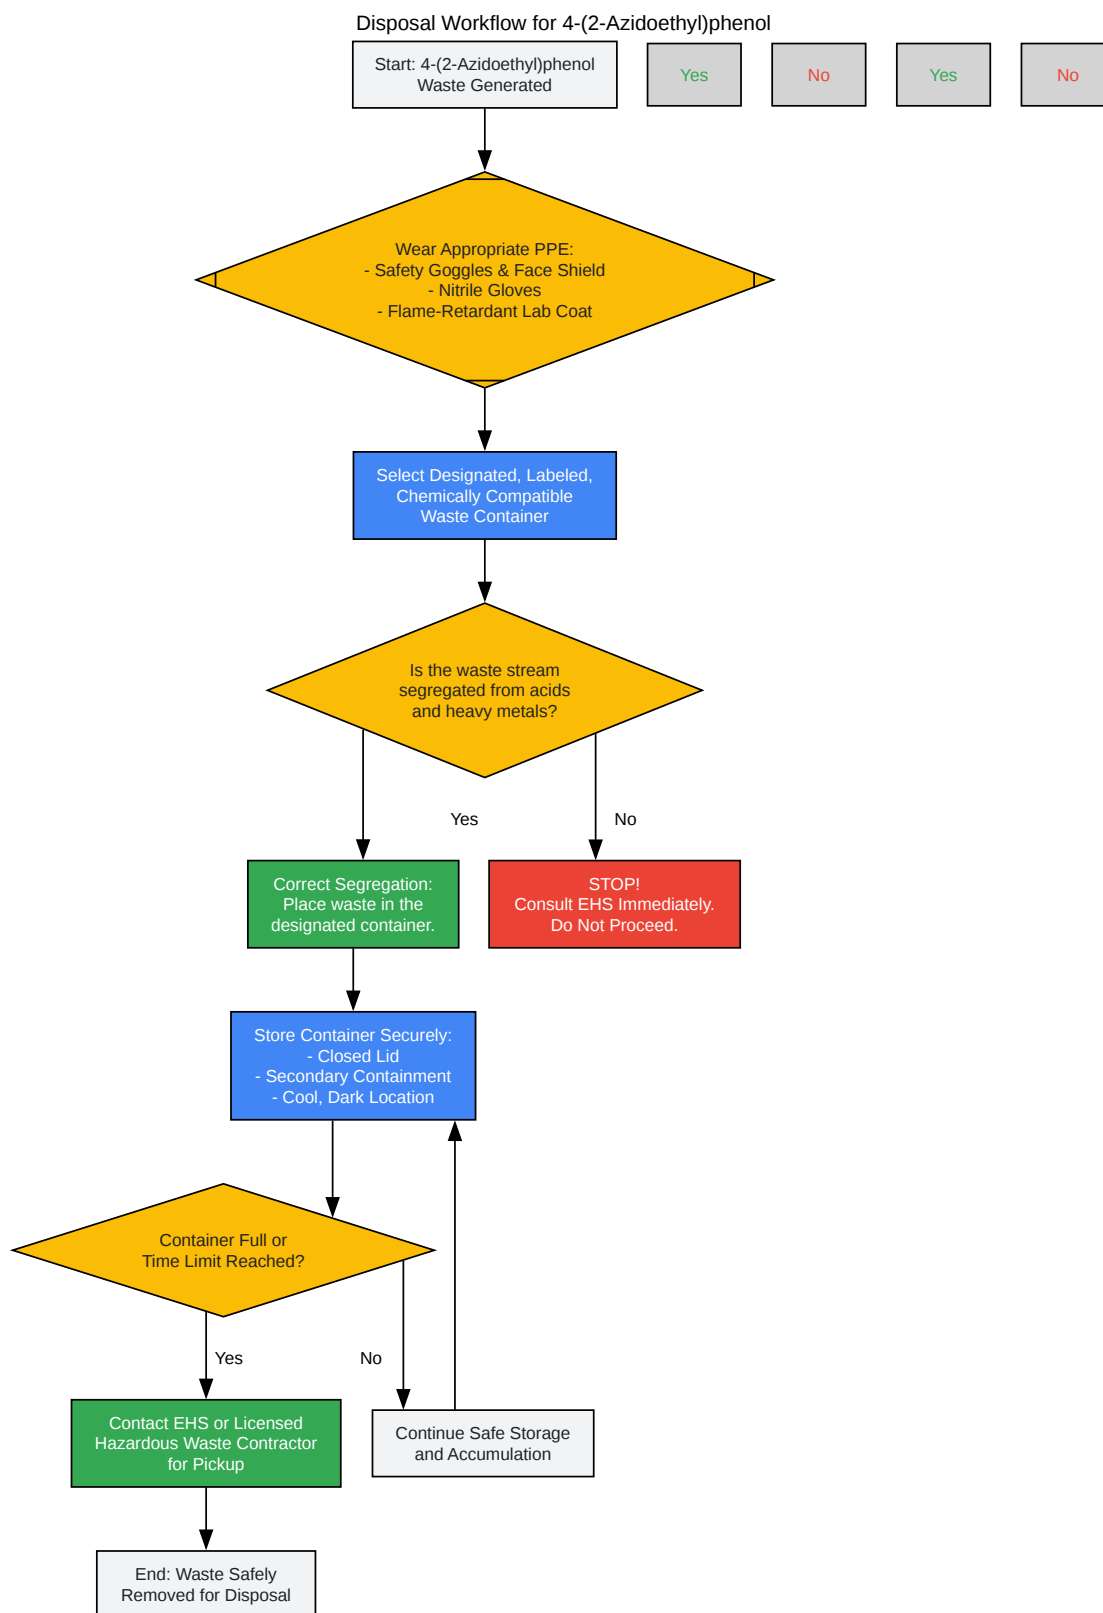 Disposal Workflow for 4-(2-Azidoethyl)phenol
Start: 4-(2-Azidoethyl)phenol
Waste Generated
Yes
No
Yes
No
Wear Appropriate PPE:
- Safety Goggles & Face Shield
- Nitrile Gloves
- Flame-Retardant Lab Coat
Select Designated, Labeled,
Chemically Compatible
Waste Container
Is the waste stream
segregated from acids
and heavy metals?
Yes
No
Correct Segregation:
Place waste in the
designated container.
STOP!
Consult EHS Immediately.
Do Not Proceed.
Store Container Securely:
- Closed Lid
- Secondary Containment
- Cool, Dark Location
Container Full or
Time Limit Reached?
Yes
No
Contact EHS or Licensed
Hazardous Waste Contractor
for Pickup
Continue Safe Storage
and Accumulation
End: Waste Safely
Removed for Disposal